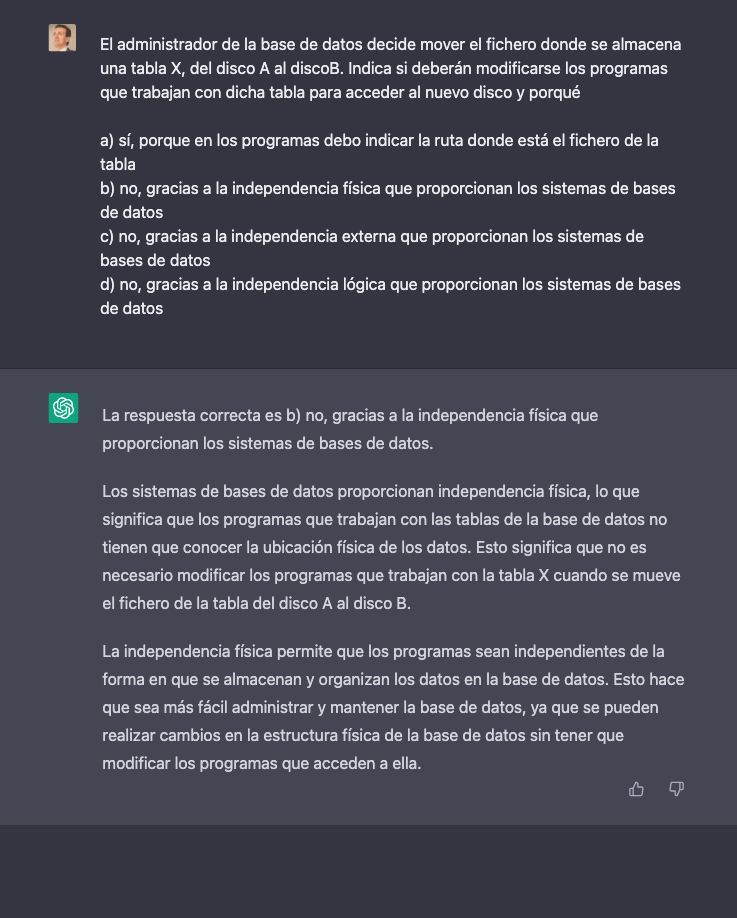 El administrador de la base de datos decide mover el fichero donde se almacena
una tabla X, del disco A al discoB. Indica si deberán modificarse los programas
que trabajan con dicha tabla para acceder al nuevo disco y porqué
a) sí, porque en los programas debo indicar la ruta donde está el fichero de la
tabla
b) no, gracias a la independencia física que proporcionan los sistemas de bases
de datos
c) no, gracias a la independencia externa que proporcionan los sistemas de
bases de datos
d) no, gracias a la independencia lógica que proporcionan los sistemas de bases
de datos
La respuesta correcta es b) no, gracias a la independencia física que
proporcionan los sistemas de bases de datos.
Los sistemas de bases de datos proporcionan independencia física, lo que
significa que los programas que trabajan con las tablas de la base de datos no
tienen que conocer la ubicación física de los datos. Esto significa que no es
necesario modificar los programas que trabajan con la tabla X cuando se mueve
el fichero de la tabla del disco A al disco B.
La independencia física permite que los programas sean independientes de la
forma en que se almacenan y organizan los datos en la base de datos. Esto hace
que sea más fácil administrar y mantener la base de datos, ya que se pueden
realizar cambios en la estructura física de la base de datos sin tener que
modificar los programas que acceden a ella.